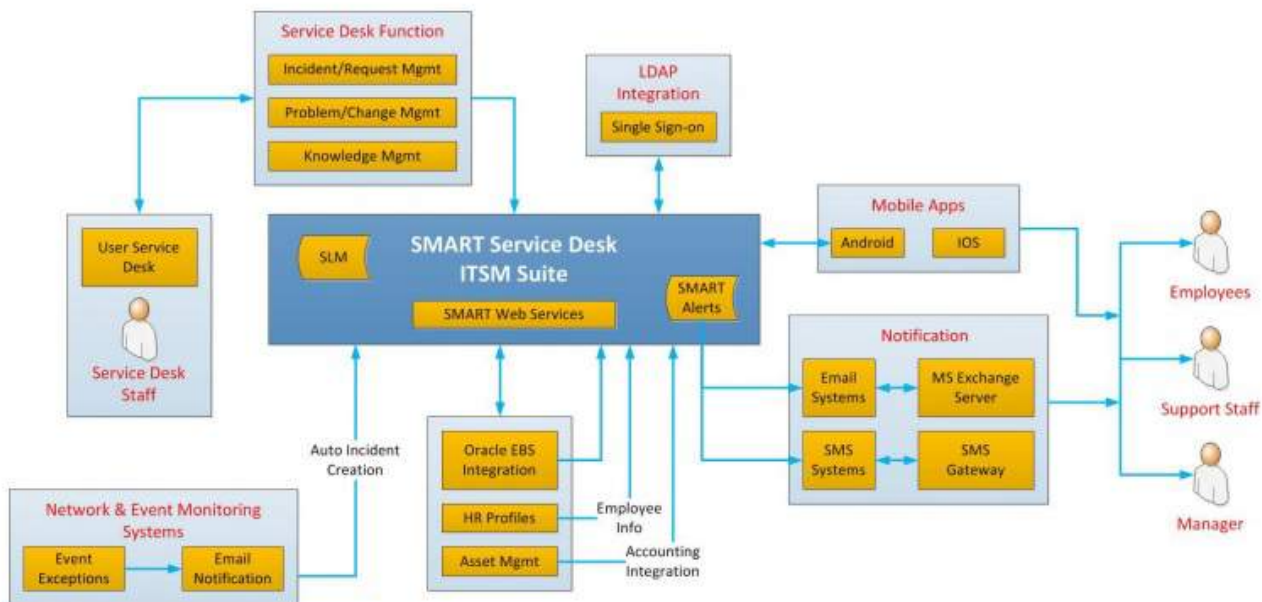 Service Desk Function
Incident/Request Mgmt
Problem/Change Mgmt
Knowledge Mgmt
LDAP
Integration
Single Sign-on
User Service
Desk
Service Desk
Staff
SMART Service Desk
ITSM Suite
SLM
SMART
Alerts
SMART Web Services
Mobile Apps
Android
IOS
Employees
Support Staff
Manager
Notification
Email
Systems
MS Exchange
Server
SMS
Systems
SMS
Gateway
Auto Incident
Creation
Oracle EBS
Integration
HR Profiles
Asset Mgmt
Employee
Info
Accounting
Integration
Network & Event Monitoring
Systems
Event
Exceptions
Email
Notification